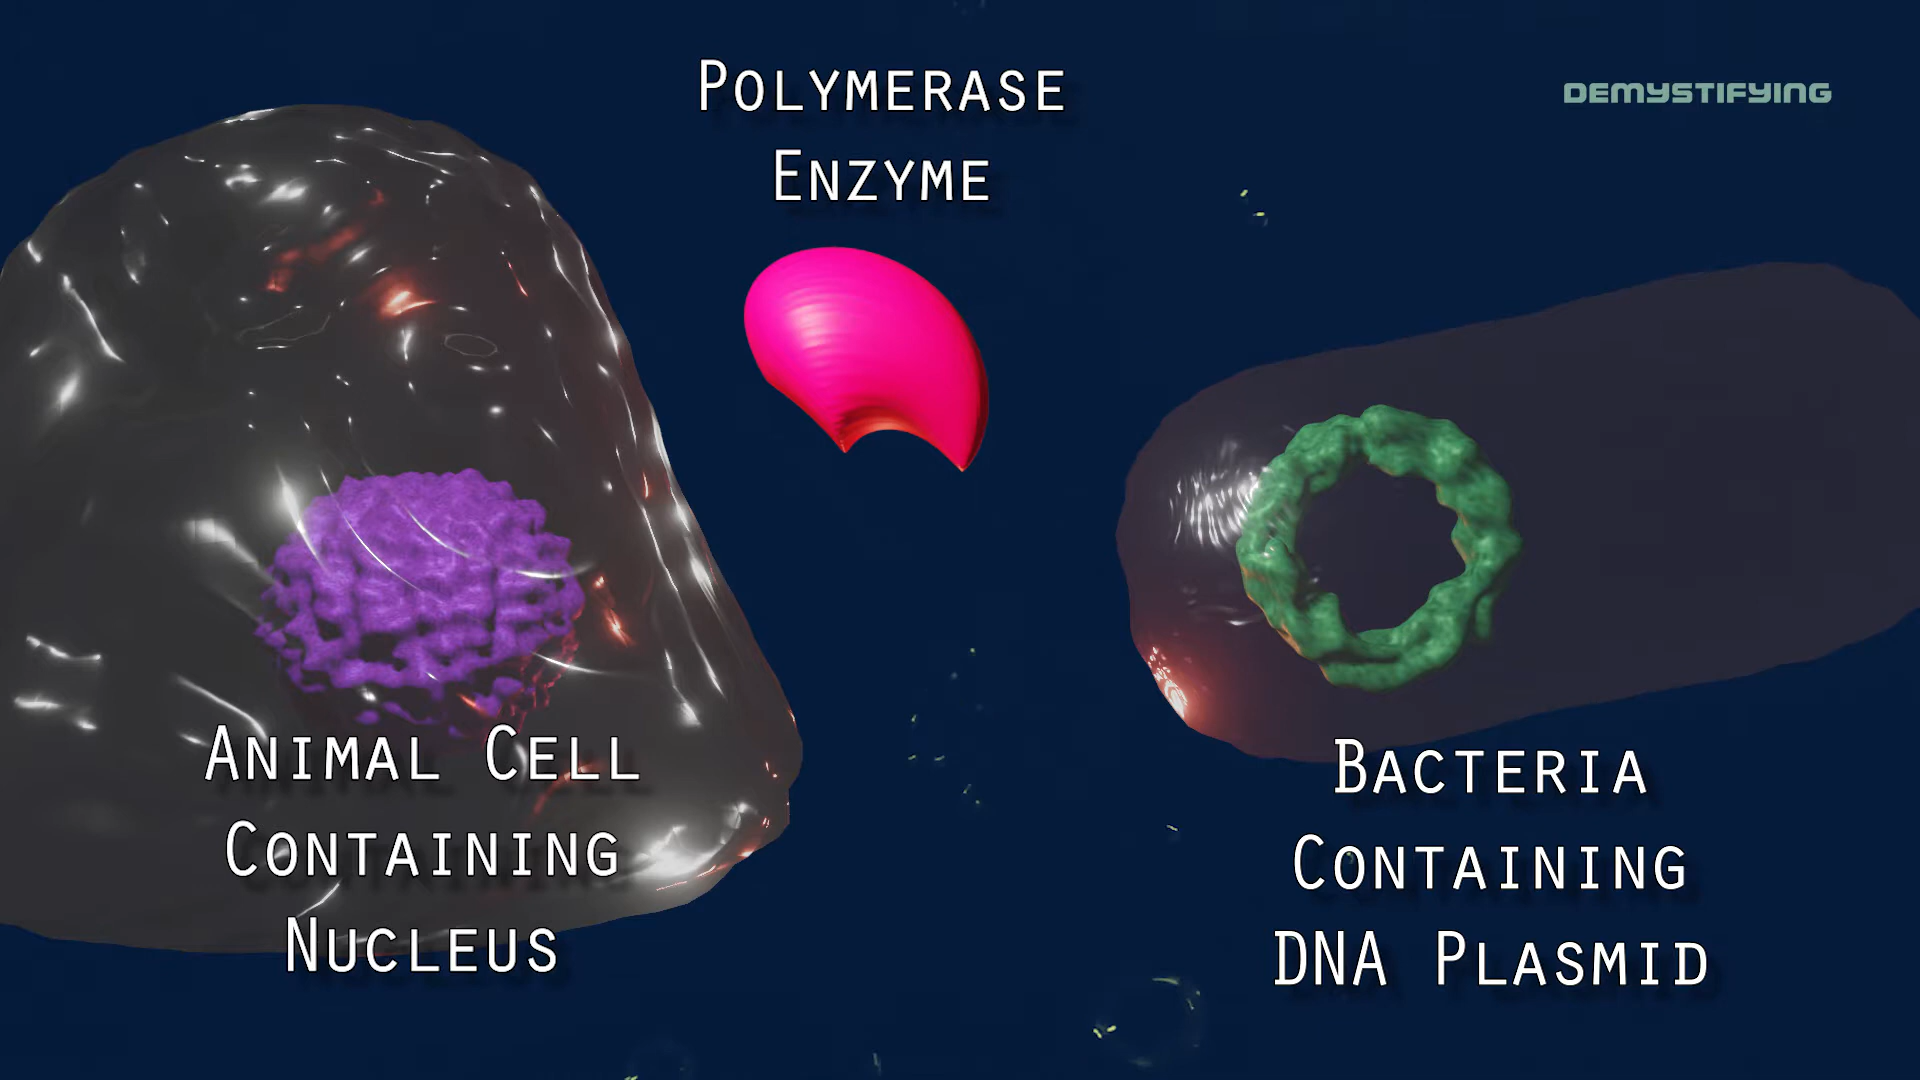 Polymerase
Enzyme
DEMYSTIFYING
Animal Cell
Containing
Nucleus
Bacteria
Containing
DNA Plasmid